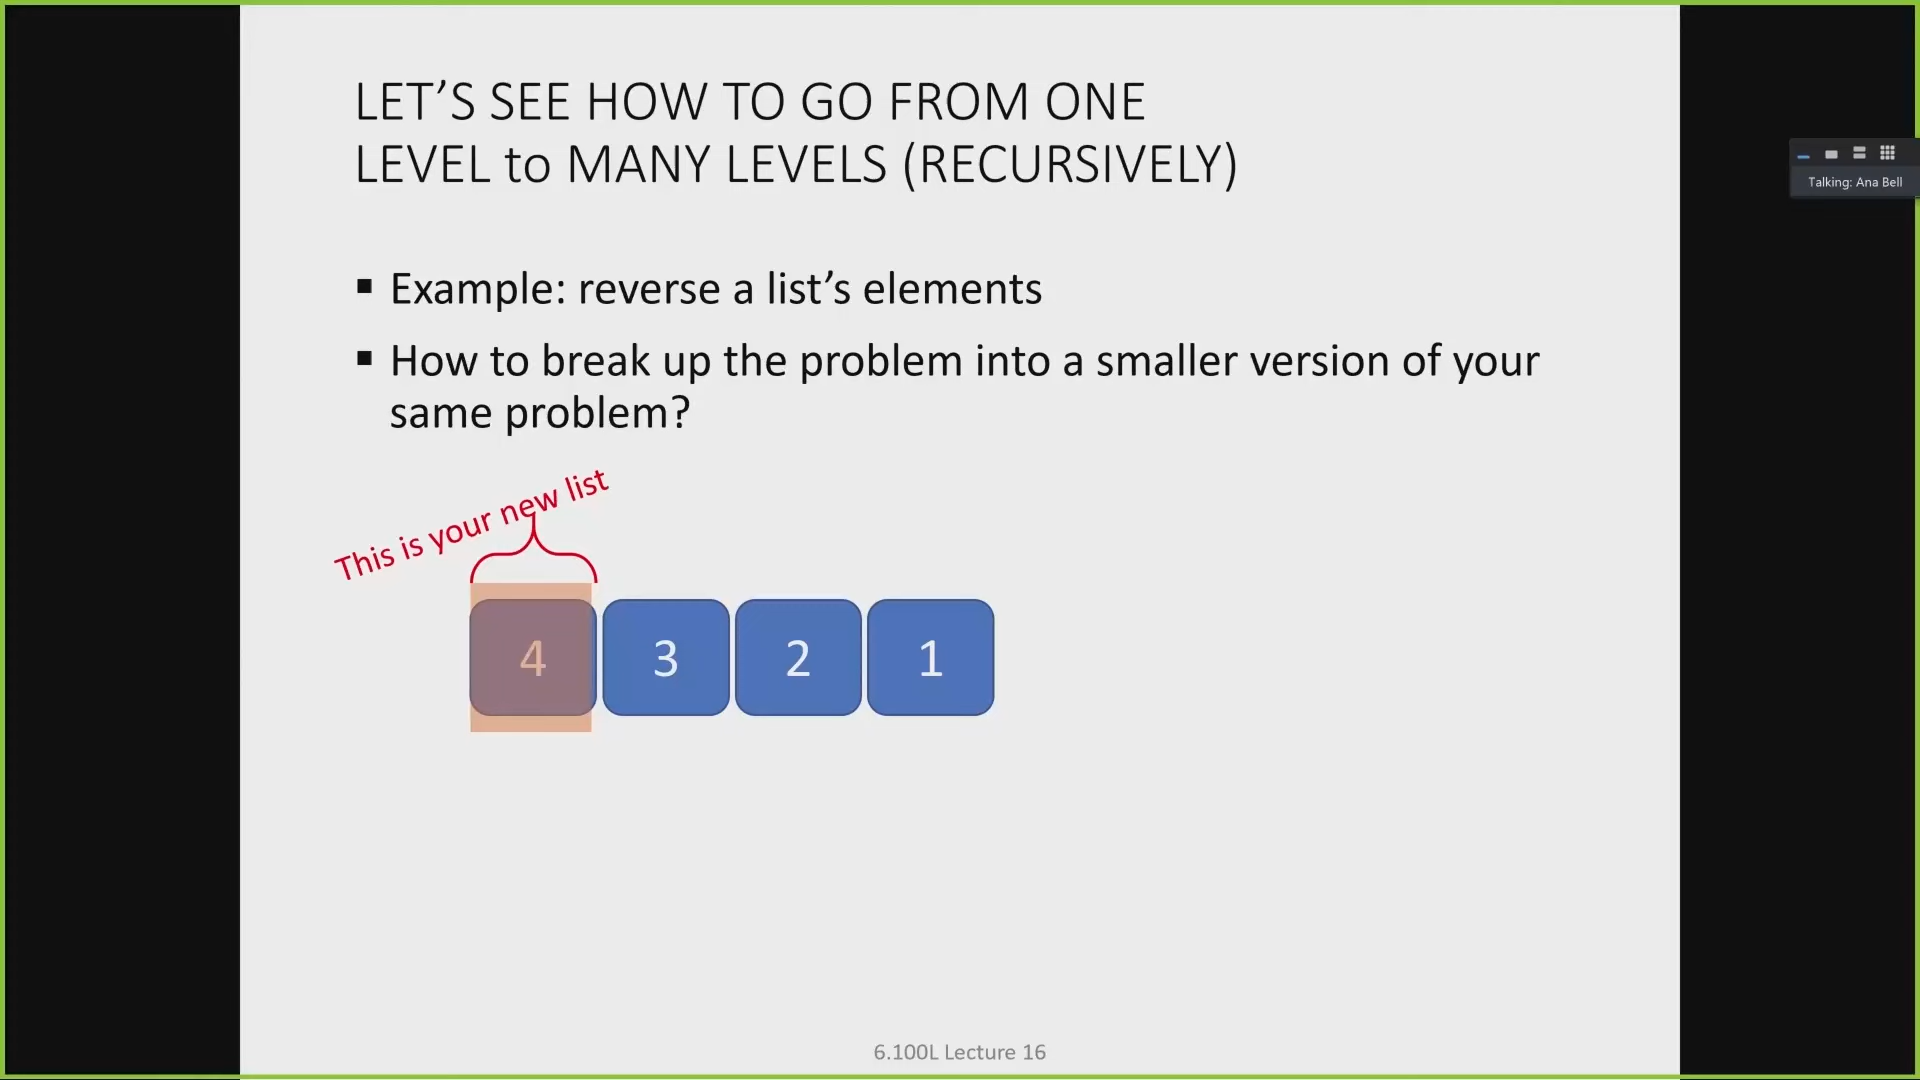 LET’S SEE HOW TO GO FROM ONE
LEVEL to MANY LEVELS (RECURSIVELY)
Talking: Ana Bell
▪ Example: reverse a list’s elements
▪ How to break up the problem into a smaller version of your
same problem?
This is your new list
4 3 2 1
6.100L Lecture 16